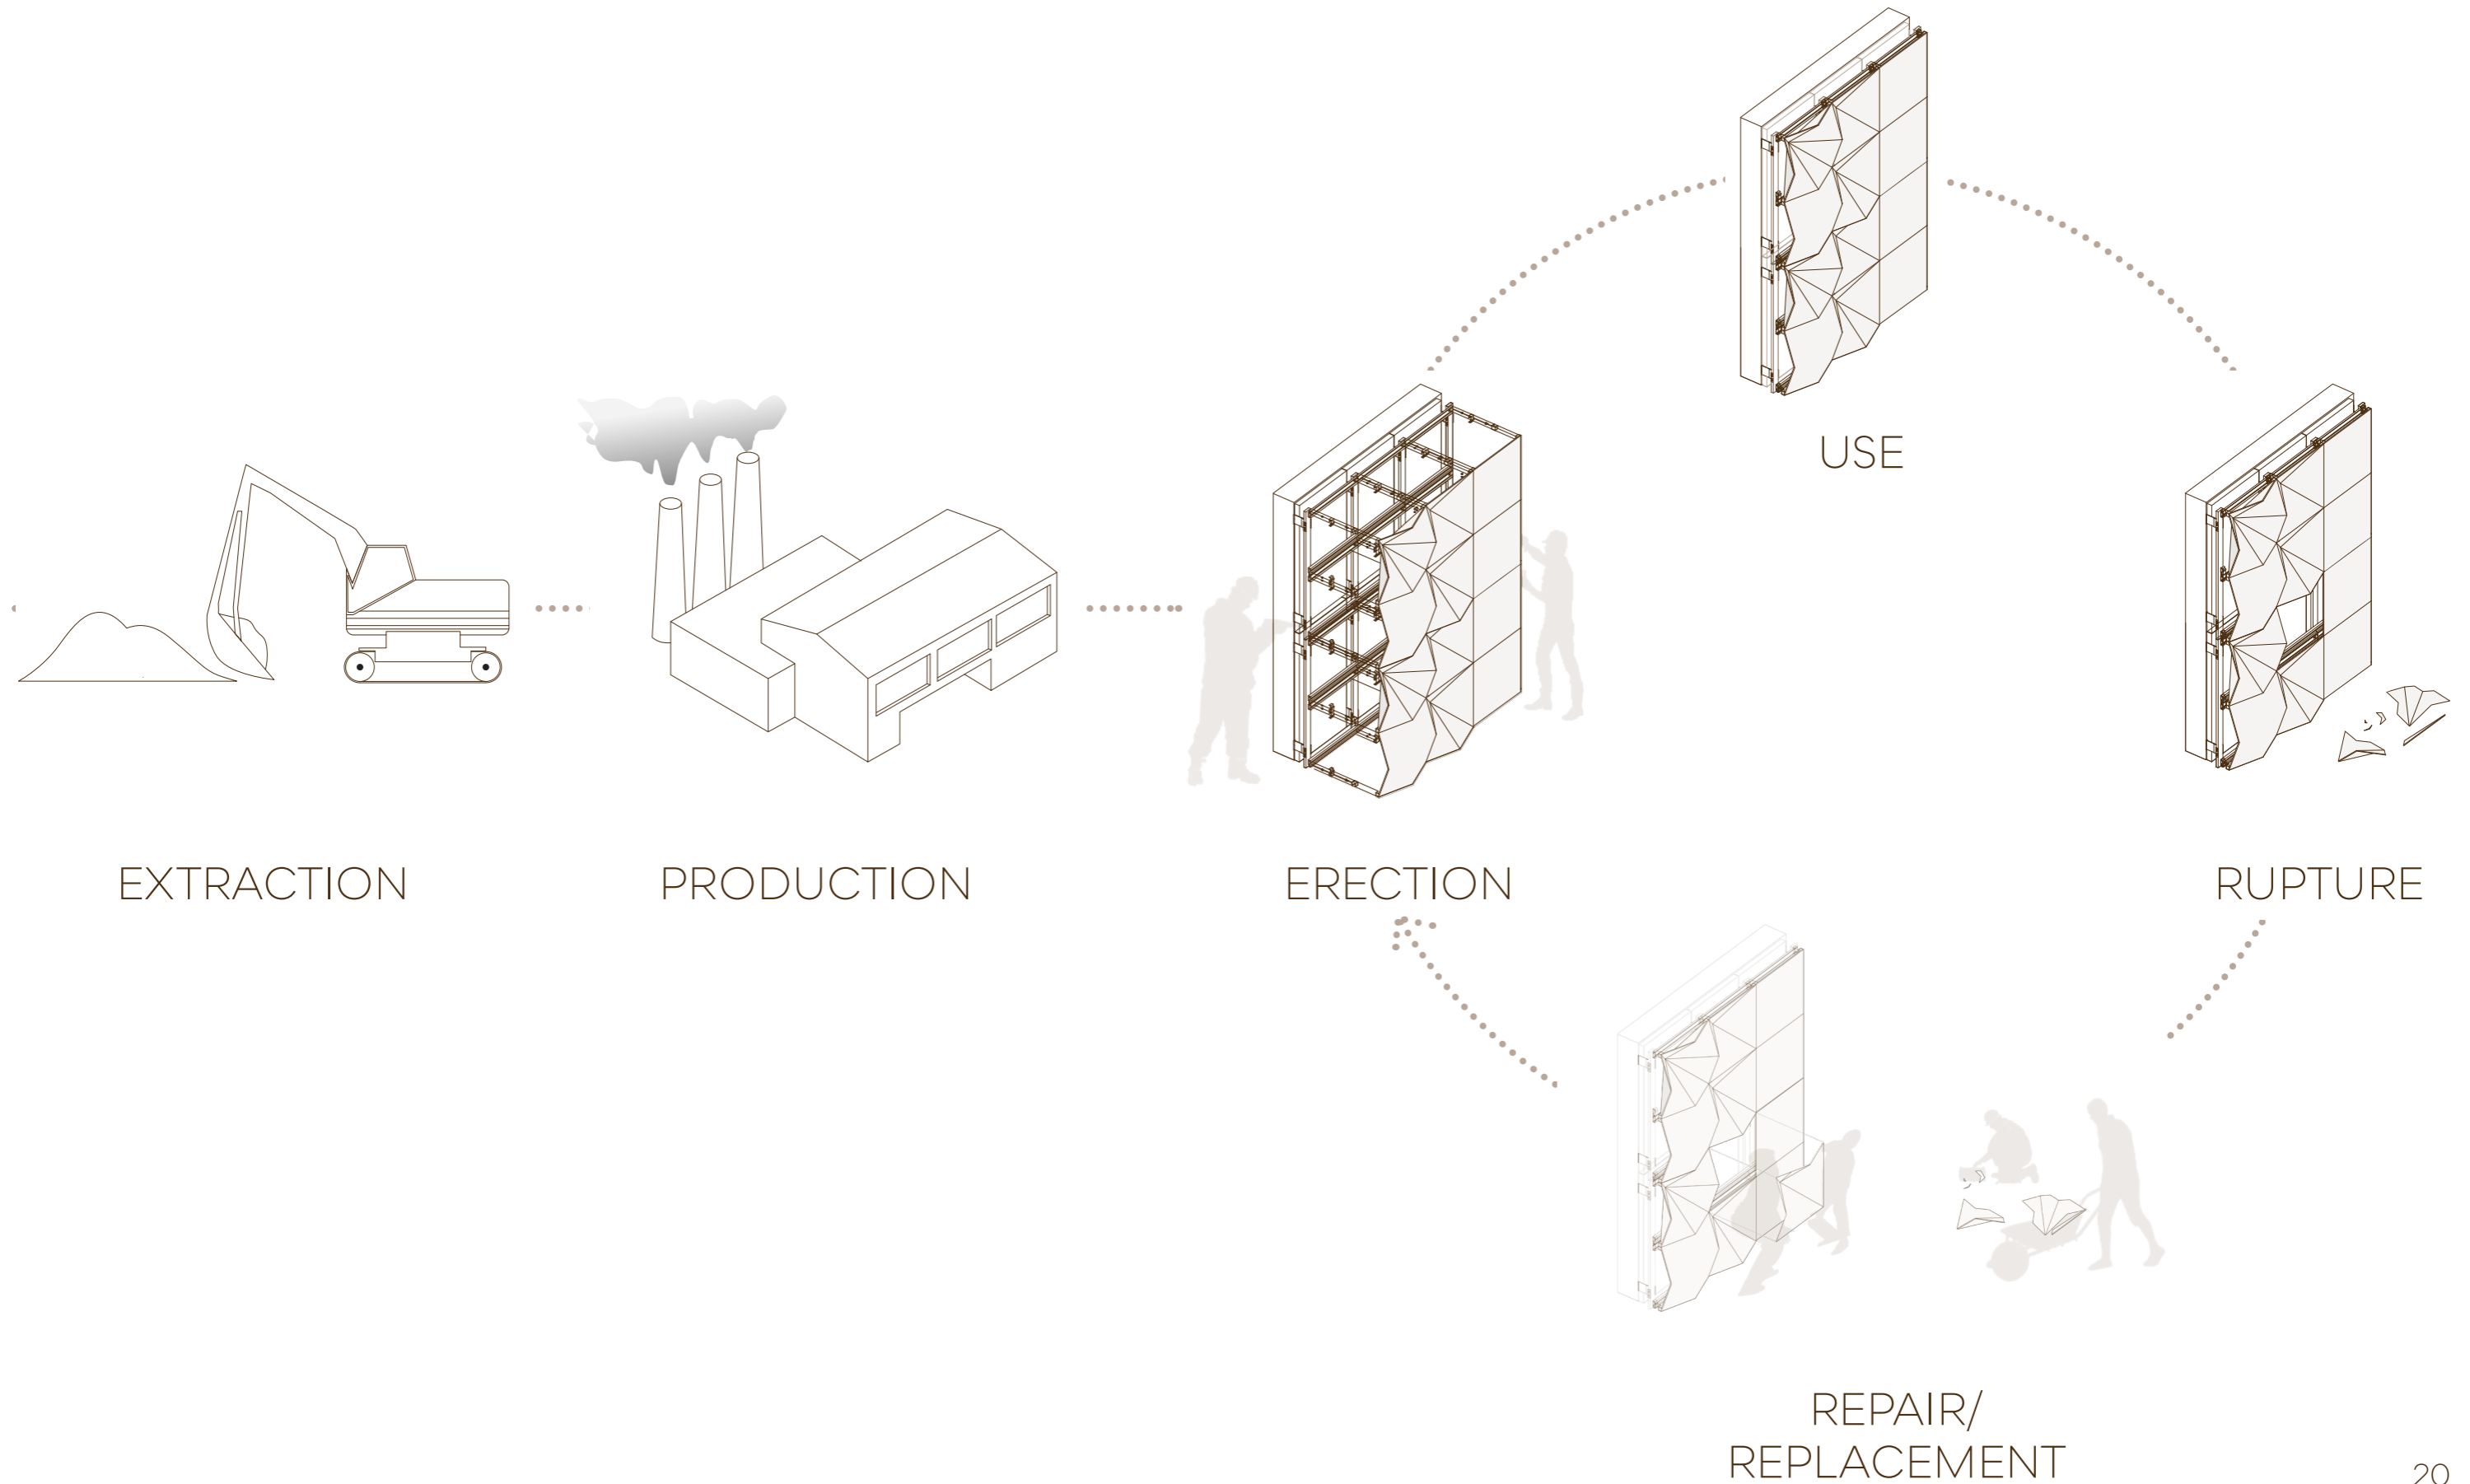 USE
EXTRACTION
PRODUCTION
ERECTION
RUPTURE
REPAIR/
REPLACEMENT
20